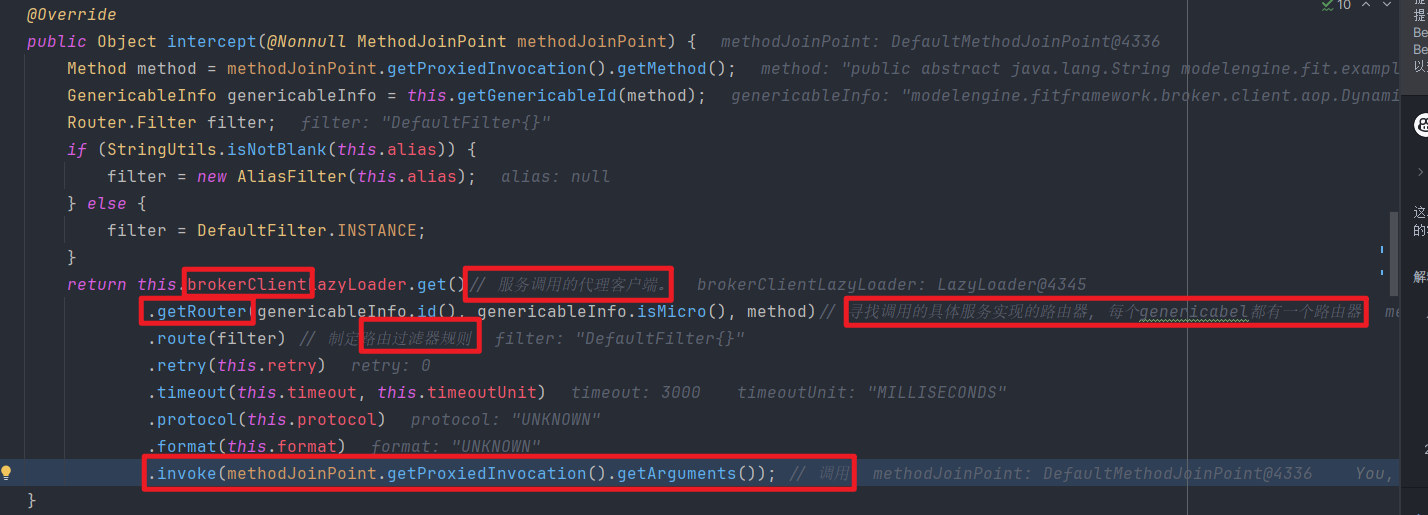 @Override
10
public Object intercept(@Nonnull MethodJoinPoint methodJoinPoint) { methodJoinPoint: DefaultMethodJoinPoint@4336
Method method = methodJoinPoint.getProxiedInvocation().getMethod(); method: "public abstract java.lang.String modelengine.fit.examp
GenericableInfo genericableInfo = this.getGenericableId(method); genericableInfo: "modelengine.fitframework.broker.client.aop.Dynami
Router.Filter filter; filter: "DefaultFilter{}"
if (StringUtils.isNotBlank(this.alias)) {
filter = new AliasFilter(this.alias); alias: null
} else {
filter = DefaultFilter.INSTANCE;
}
return this.brokerClientLazyLoader.get()// 服务调用的代理客户端。 brokerClientLazyLoader: LazyLoader@4345
.getRouter(genericableInfo.id(), genericableInfo.isMicro(), method)// 寻找调用的具体服务实现的路由器, 每个genericabel都有一个路由器 me
.route(filter) // 制定路由过滤器规则 filter: "DefaultFilter{}"
.retry(this.retry) retry: 0
.timeout(this.timeout, this.timeoutUnit) timeout: 3000 timeoutUnit: "MILLISECONDS"
.protocol(this.protocol) protocol: "UNKNOWN"
.format(this.format) format: "UNKNOWN"
.invoke(methodJoinPoint.getProxiedInvocation().getArguments()); // 调用 methodJoinPoint: DefaultMethodJoinPoint@4336 You,
}
提
Be
Be
以
这
的
解
2